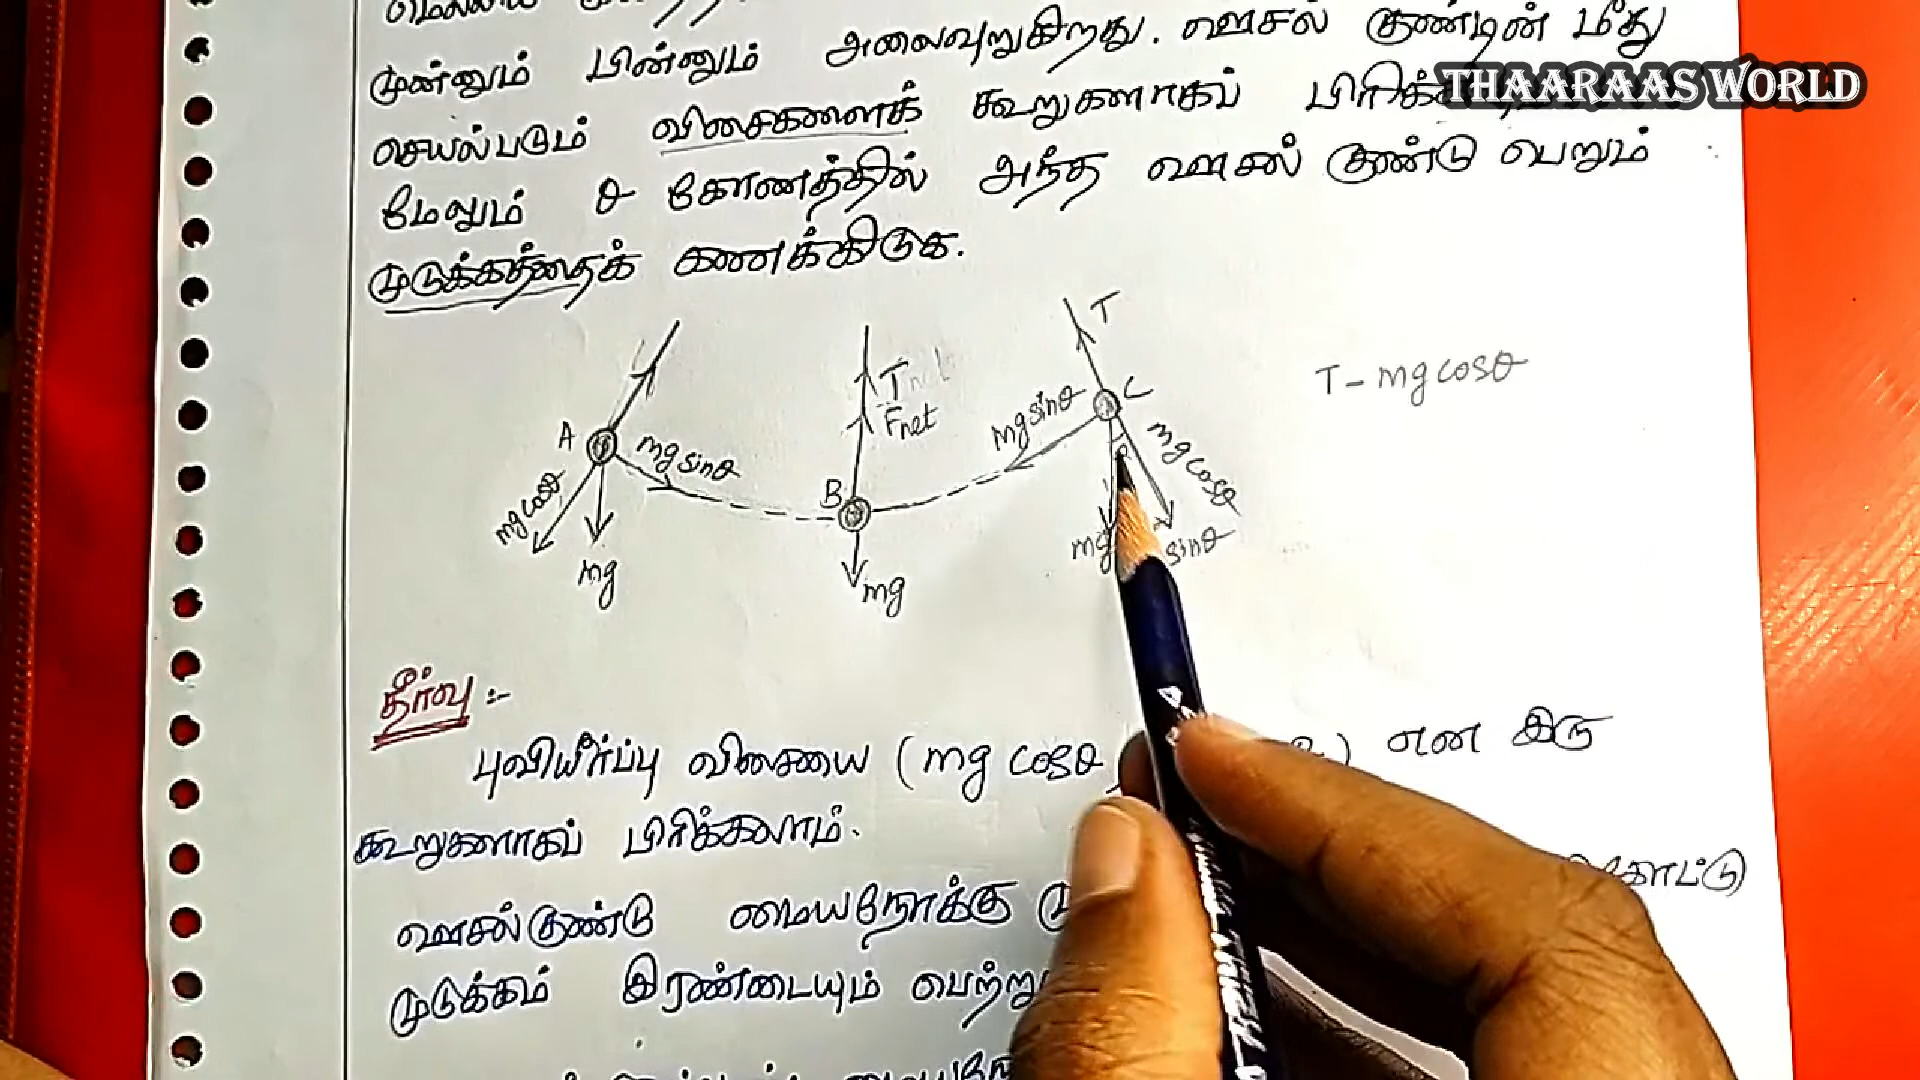 முன்னும் பின்னும் அலைவுறுகிறது. ஊசல் குண்டின் மீது
THAARAAS WORLD
செயல்படும் விசைகளைக் கூறுகளாகப்
மேலும் θ கோணத்தில் அந்த ஊசல் குண்டு பெறும்
முடுக்கத்தைக் கணக்கிடுக.
T
T - mg cosθ
T
Fnet
mg sinθ C
A mg sinθ
mg cosθ
mg cosθ
B
mg
mg
mg
sinθ
தீர்வு :-
புவியீர்ப்பு விசையை (mg cosθ ) என இரு
கூறுகளாகப் பிரிக்கலாம்.
ஊசல்குண்டு மையநோக்கு
முடுக்கம் இரண்டையும்